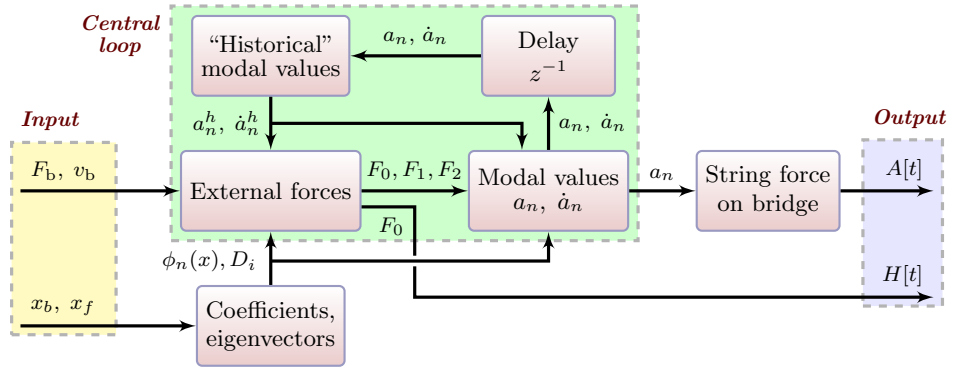 Central
loop
“Historical”
modal values
a_n, ȧ_n
Delay
z^{-1}
a_n^h, ȧ_n^h
a_n, ȧ_n
Input
Output
F_b, v_b
External forces
F_0, F_1, F_2
Modal values
a_n, ȧ_n
a_n
String force
on bridge
A[t]
F_0
ϕ_n(x), D_i
H[t]
x_b, x_f
Coefficients,
eigenvectors